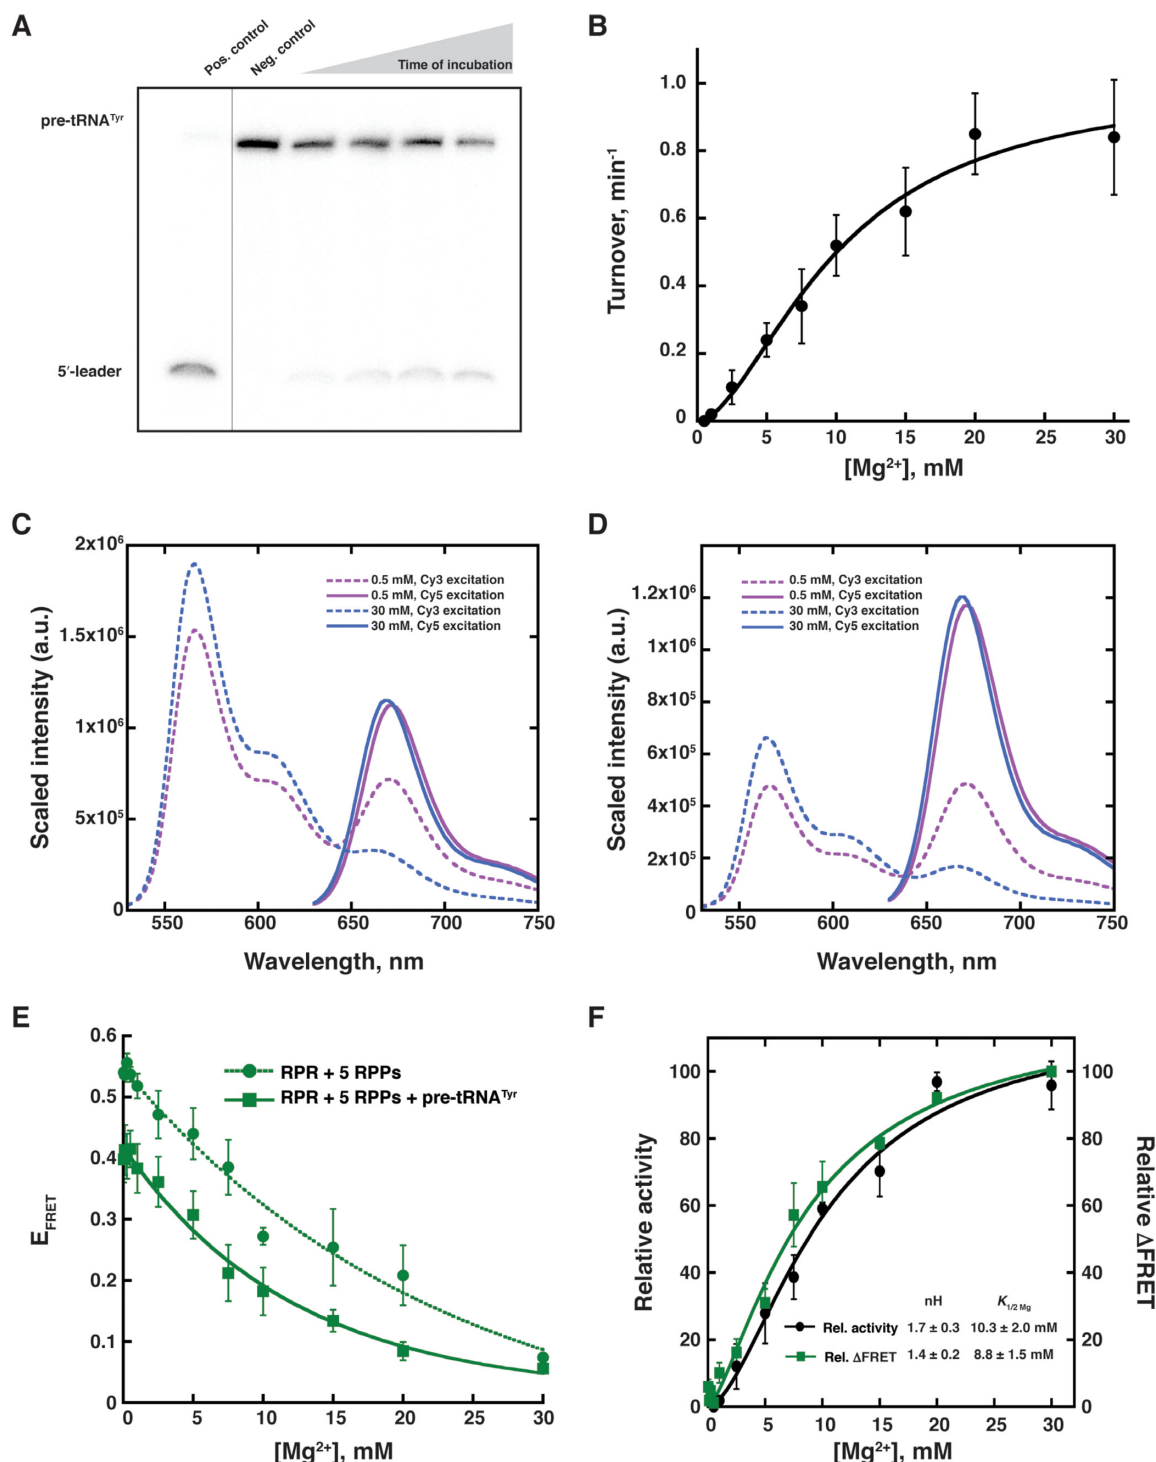 A
Pos. control
Neg. control
Time of incubation
pre-tRNAᵀʸʳ
5′-leader
B
1.0
0.8
0.6
0.4
0.2
0
Turnover, min⁻¹
0 5 10 15 20 25 30
[Mg²⁺], mM
C
2x10⁶
1.5x10⁶
1x10⁶
5x10⁵
0
Scaled intensity (a.u.)
0.5 mM, Cy3 excitation
0.5 mM, Cy5 excitation
30 mM, Cy3 excitation
30 mM, Cy5 excitation
550 600 650 700 750
Wavelength, nm
D
1.2x10⁶
1x10⁶
8x10⁵
6x10⁵
4x10⁵
2x10⁵
0
Scaled intensity (a.u.)
0.5 mM, Cy3 excitation
0.5 mM, Cy5 excitation
30 mM, Cy3 excitation
30 mM, Cy5 excitation
550 600 650 700 750
Wavelength, nm
E
0.6
0.5
0.4
0.3
0.2
0.1
0
E_FRET
RPR + 5 RPPs
RPR + 5 RPPs + pre-tRNAᵀʸʳ
0 5 10 15 20 30
[Mg²⁺], mM
F
100
80
60
40
20
0
Relative activity
100
80
60
40
20
0
Relative ΔFRET
nH K1/2 Mg
Rel. activity 1.7 ± 0.3 10.3 ± 2.0 mM
Rel. ΔFRET 1.4 ± 0.2 8.8 ± 1.5 mM
0 5 10 15 20 30
[Mg²⁺], mM